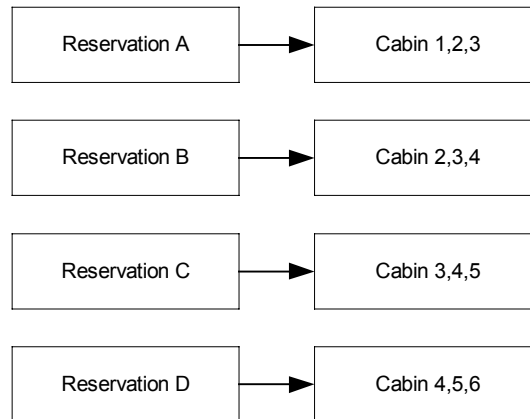 Reservation A Cabin 1,2,3
Reservation B Cabin 2,3,4
Reservation C Cabin 3,4,5
Reservation D Cabin 4,5,6